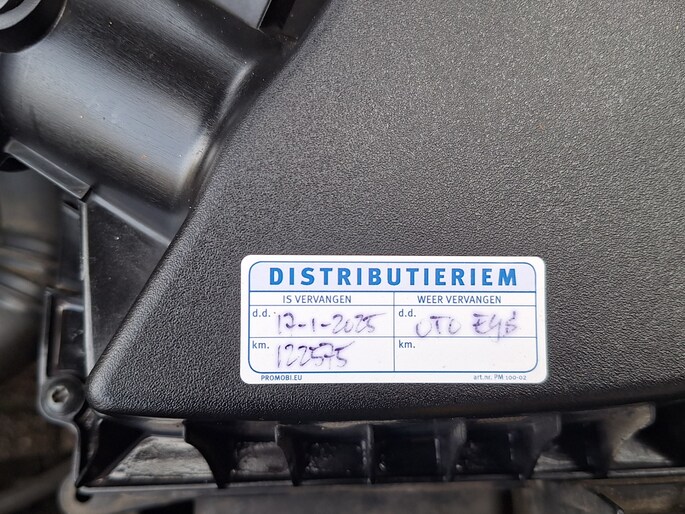 DISTRIBUTIERIEM
IS VERVANGEN WEER VERVANGEN
d.d. 17-1-2025 d.d.
km. 122575 km.
PROMOBI.EU art.nr. PM 100-02